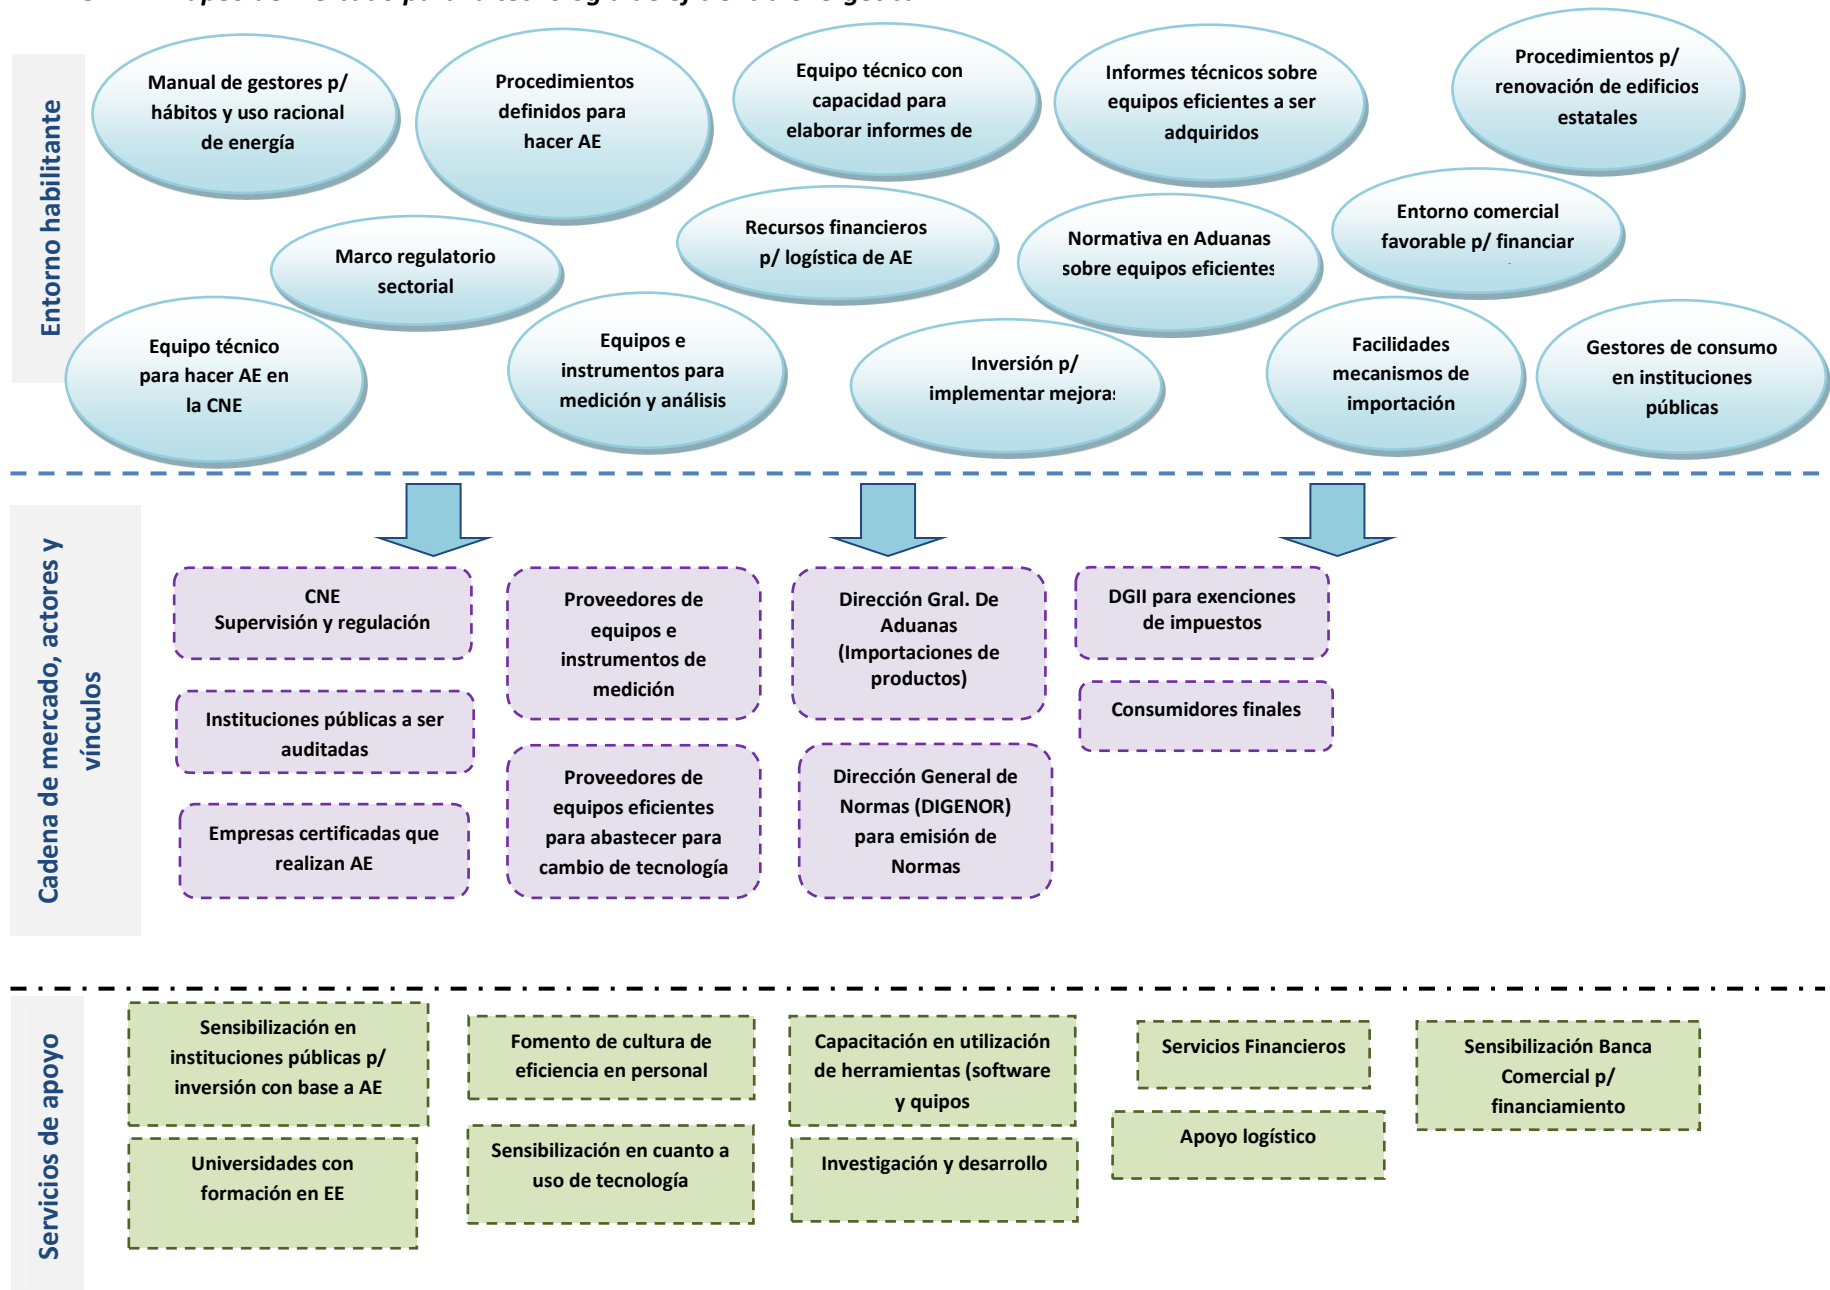 Manual de gestores p/
hábitos y uso racional
de energía
Procedimientos
definidos para
hacer AE
Equipo técnico con
capacidad para
elaborar informes de
Informes técnicos sobre
equipos eficientes a ser
adquiridos
Procedimientos p/
renovación de edificios
estatales
Entorno habilitante
Marco regulatorio
sectorial
Recursos financieros
p/ logística de AE
Normativa en Aduanas
sobre equipos eficientes
Entorno comercial
favorable p/ financiar
Equipo técnico
para hacer AE en
la CNE
Equipos e
instrumentos para
medición y análisis
Inversión p/
implementar mejoras
Facilidades
mecanismos de
importación
Gestores de consumo
en instituciones
públicas
Cadena de mercado, actores y
vínculos
CNE
Supervisión y regulación
Instituciones públicas a ser
auditadas
Empresas certificadas que
realizan AE
Proveedores de
equipos e
instrumentos de
medición
Proveedores de
equipos eficientes
para abastecer para
cambio de tecnología
Dirección Gral. De
Aduanas
(Importaciones de
productos)
Dirección General de
Normas (DIGENOR)
para emisión de
Normas
DGII para exenciones
de impuestos
Consumidores finales
Servicios de apoyo
Sensibilización en
instituciones públicas p/
inversión con base a AE
Universidades con
formación en EE
Fomento de cultura de
eficiencia en personal
Sensibilización en cuanto a
uso de tecnología
Capacitación en utilización
de herramientas (software
y quipos
Investigación y desarrollo
Servicios Financieros
Apoyo logístico
Sensibilización Banca
Comercial p/
financiamiento